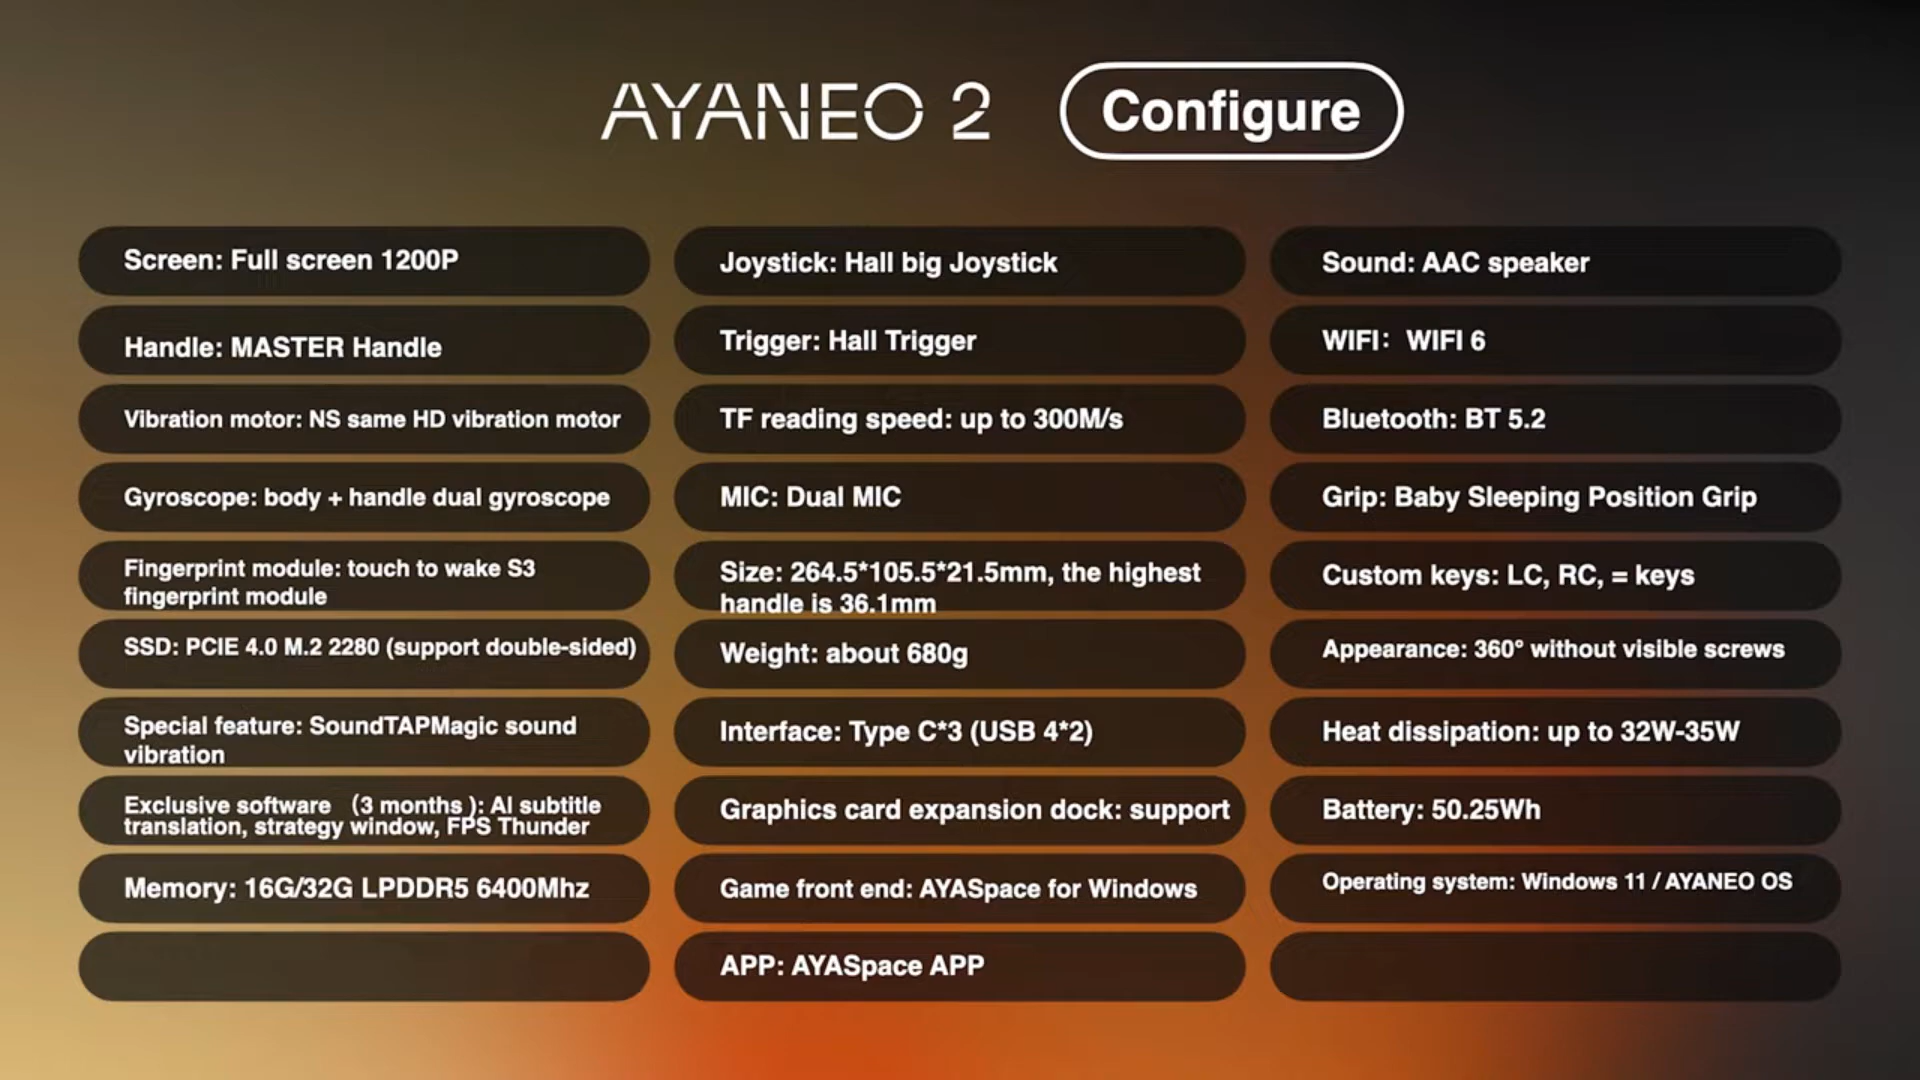 AYANEO 2
Configure
Screen: Full screen 1200P
Handle: MASTER Handle
Vibration motor: NS same HD vibration motor
Gyroscope: body + handle dual gyroscope
Fingerprint module: touch to wake S3
fingerprint module
SSD: PCIE 4.0 M.2 2280 (support double-sided)
Special feature: SoundTAPMagic sound
vibration
Exclusive software （3 months ): AI subtitle
translation, strategy window, FPS Thunder
Memory: 16G/32G LPDDR5 6400Mhz
Joystick: Hall big Joystick
Trigger: Hall Trigger
TF reading speed: up to 300M/s
MIC: Dual MIC
Size: 264.5*105.5*21.5mm, the highest
handle is 36.1mm
Weight: about 680g
Interface: Type C*3 (USB 4*2)
Graphics card expansion dock: support
Game front end: AYASpace for Windows
APP: AYASpace APP
Sound: AAC speaker
WIFI：WIFI 6
Bluetooth: BT 5.2
Grip: Baby Sleeping Position Grip
Custom keys: LC, RC, = keys
Appearance: 360° without visible screws
Heat dissipation: up to 32W-35W
Battery: 50.25Wh
Operating system: Windows 11 / AYANEO OS